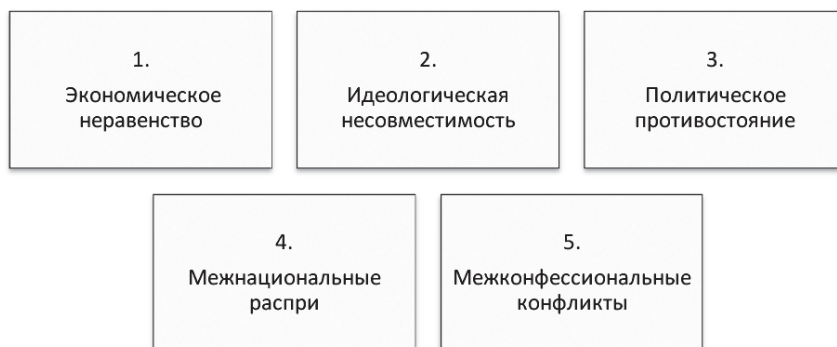 1.
Экономическое
неравенство
2.
Идеологическая
несовместимость
3.
Политическое
противостояние
4.
Межнациональные
распри
5.
Межконфессиональные
конфликты